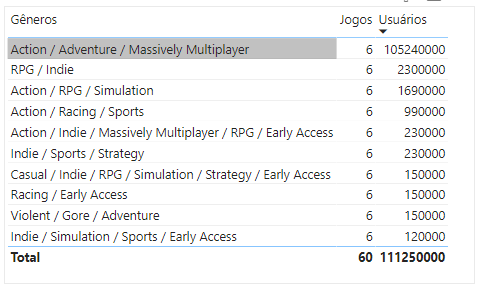 Gêneros Jogos Usuários
Action / Adventure / Massively Multiplayer 6 105240000
RPG / Indie 6 2300000
Action / RPG / Simulation 6 1690000
Action / Racing / Sports 6 990000
Action / Indie / Massively Multiplayer / RPG / Early Access 6 230000
Indie / Sports / Strategy 6 230000
Casual / Indie / RPG / Simulation / Strategy / Early Access 6 150000
Racing / Early Access 6 150000
Violent / Gore / Adventure 6 150000
Indie / Simulation / Sports / Early Access 6 120000
Total 60 111250000